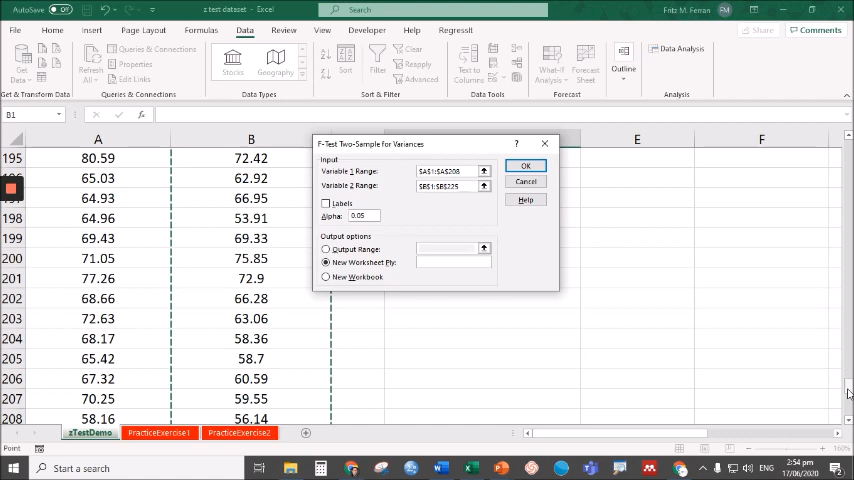 AutoSave Off z test dataset - Excel Search Fritz M. Ferran FM
File Home Insert Page Layout Formulas Data Review View Developer Help RegressIt Share Comments
Get Data Refresh All Queries & Connections Properties Edit Links Stocks Geography Sort Filter Clear Reapply Advanced Text to Columns What-If Analysis Forecast Sheet Outline Data Analysis
Get & Transform Data Queries & Connections Data Types Sort & Filter Data Tools Forecast Analysis
B1 fx
A B E F
195 80.59 72.42
196 65.03 62.92
197 64.93 66.95
198 64.96 53.91
199 69.43 69.33
200 71.05 75.85
201 77.26 72.9
202 68.66 66.28
203 72.63 63.06
204 68.17 58.36
205 65.42 58.7
206 67.32 60.59
207 70.25 59.55
208 58.16 56.14
F-Test Two-Sample for Variances ?
Input
Variable 1 Range: $A$1:$A$208 OK
Variable 2 Range: $B$1:$B$225 Cancel
Labels Help
Alpha: 0.05
Output options
Output Range:
New Worksheet Ply:
New Workbook
zTestDemo PracticeExercise1 PracticeExercise2
Point 160%
Start a search ENG 2:54 pm
17/06/2020